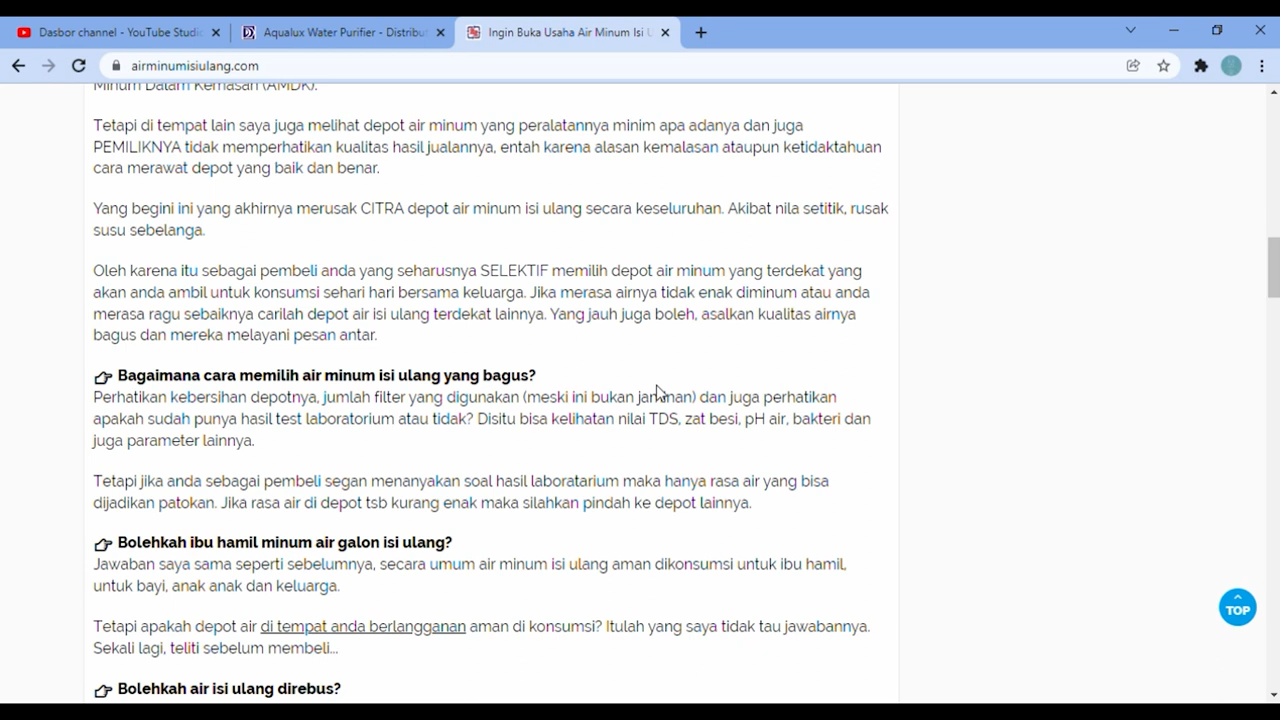 Dasbor channel - YouTube Studio
Aqualux Water Purifier - Distribut
Ingin Buka Usaha Air Minum Isi U
airminumisiulang.com
Minum Dalam Kemasan (AMDK).
Tetapi di tempat lain saya juga melihat depot air minum yang peralatannya minim apa adanya dan juga
PEMILIKNYA tidak memperhatikan kualitas hasil jualannya, entah karena alasan kemalasan ataupun ketidaktahuan
cara merawat depot yang baik dan benar.
Yang begini ini yang akhirnya merusak CITRA depot air minum isi ulang secara keseluruhan. Akibat nila setitik, rusak
susu sebelanga.
Oleh karena itu sebagai pembeli anda yang seharusnya SELEKTIF memilih depot air minum yang terdekat yang
akan anda ambil untuk konsumsi sehari hari bersama keluarga. Jika merasa airnya tidak enak diminum atau anda
merasa ragu sebaiknya carilah depot air isi ulang terdekat lainnya. Yang jauh juga boleh, asalkan kualitas airnya
bagus dan mereka melayani pesan antar.
Bagaimana cara memilih air minum isi ulang yang bagus?
Perhatikan kebersihan depotnya, jumlah filter yang digunakan (meski ini bukan jaminan) dan juga perhatikan
apakah sudah punya hasil test laboratorium atau tidak? Disitu bisa kelihatan nilai TDS, zat besi, pH air, bakteri dan
juga parameter lainnya.
Tetapi jika anda sebagai pembeli segan menanyakan soal hasil laboratarium maka hanya rasa air yang bisa
dijadikan patokan. Jika rasa air di depot tsb kurang enak maka silahkan pindah ke depot lainnya.
Bolehkah ibu hamil minum air galon isi ulang?
Jawaban saya sama seperti sebelumnya, secara umum air minum isi ulang aman dikonsumsi untuk ibu hamil,
untuk bayi, anak anak dan keluarga.
Tetapi apakah depot air di tempat anda berlangganan aman di konsumsi? Itulah yang saya tidak tau jawabannya.
Sekali lagi, teliti sebelum membeli...
TOP
Bolehkah air isi ulang direbus?